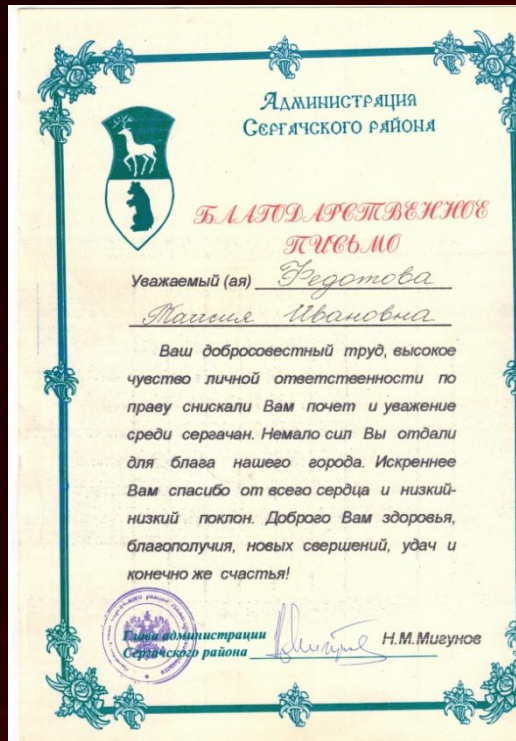 Администрация
Сергачского района
БЛАГОДАРСТВЕННОЕ
ПИСЬМО
Уважаемый (ая) Федотова
Таисия Ивановна
Ваш добросовестный труд, высокое
чувство личной ответственности по
праву снискали Вам почет и уважение
среди сергачан. Немало сил Вы отдали
для блага нашего города. Искреннее
Вам спасибо от всего сердца и низкий-
низкий поклон. Доброго Вам здоровья,
благополучия, новых свершений, удач и
конечно же счастья!
Глава администрации
Сергачского района
Н.М.Мигунов